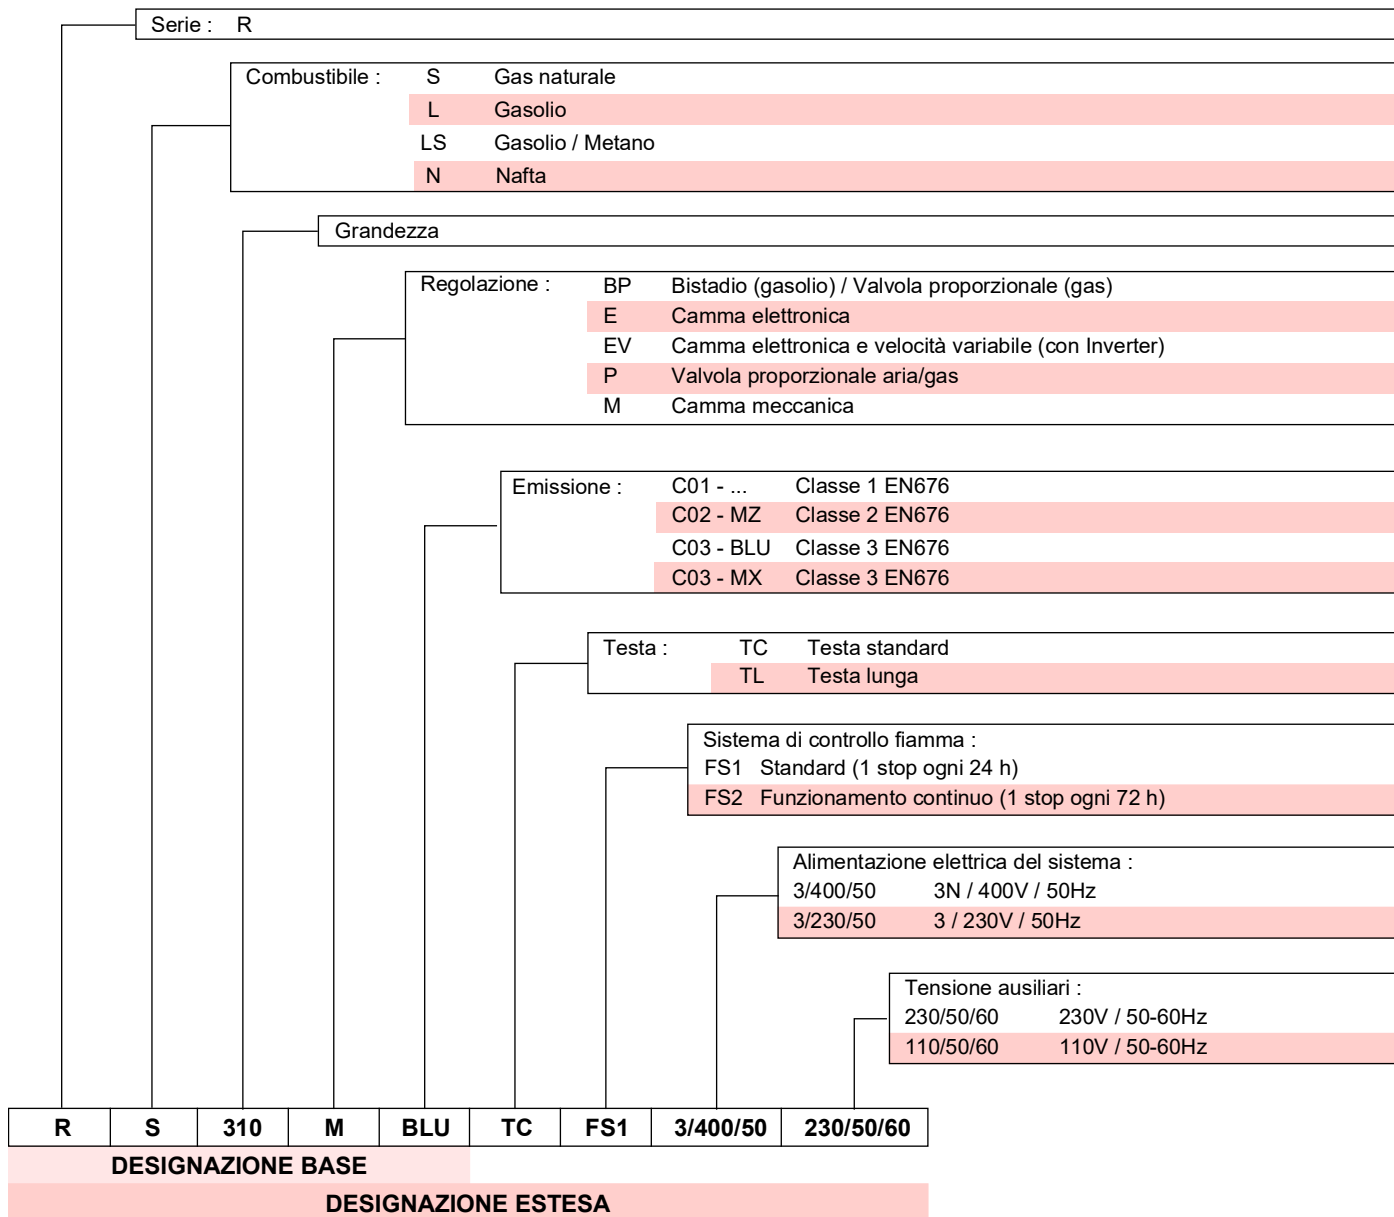 Serie : R
Combustibile : S Gas naturale
L Gasolio
LS Gasolio / Metano
N Nafta
Grandezza
Regolazione : BP Bistadio (gasolio) / Valvola proporzionale (gas)
E Camma elettronica
EV Camma elettronica e velocità variabile (con Inverter)
P Valvola proporzionale aria/gas
M Camma meccanica
Emissione : C01 - ... Classe 1 EN676
C02 - MZ Classe 2 EN676
C03 - BLU Classe 3 EN676
C03 - MX Classe 3 EN676
Testa : TC Testa standard
TL Testa lunga
Sistema di controllo fiamma :
FS1 Standard (1 stop ogni 24 h)
FS2 Funzionamento continuo (1 stop ogni 72 h)
Alimentazione elettrica del sistema :
3/400/50 3N / 400V / 50Hz
3/230/50 3 / 230V / 50Hz
Tensione ausiliari :
230/50/60 230V / 50-60Hz
110/50/60 110V / 50-60Hz
R S 310 M BLU TC FS1 3/400/50 230/50/60
DESIGNAZIONE BASE
DESIGNAZIONE ESTESA